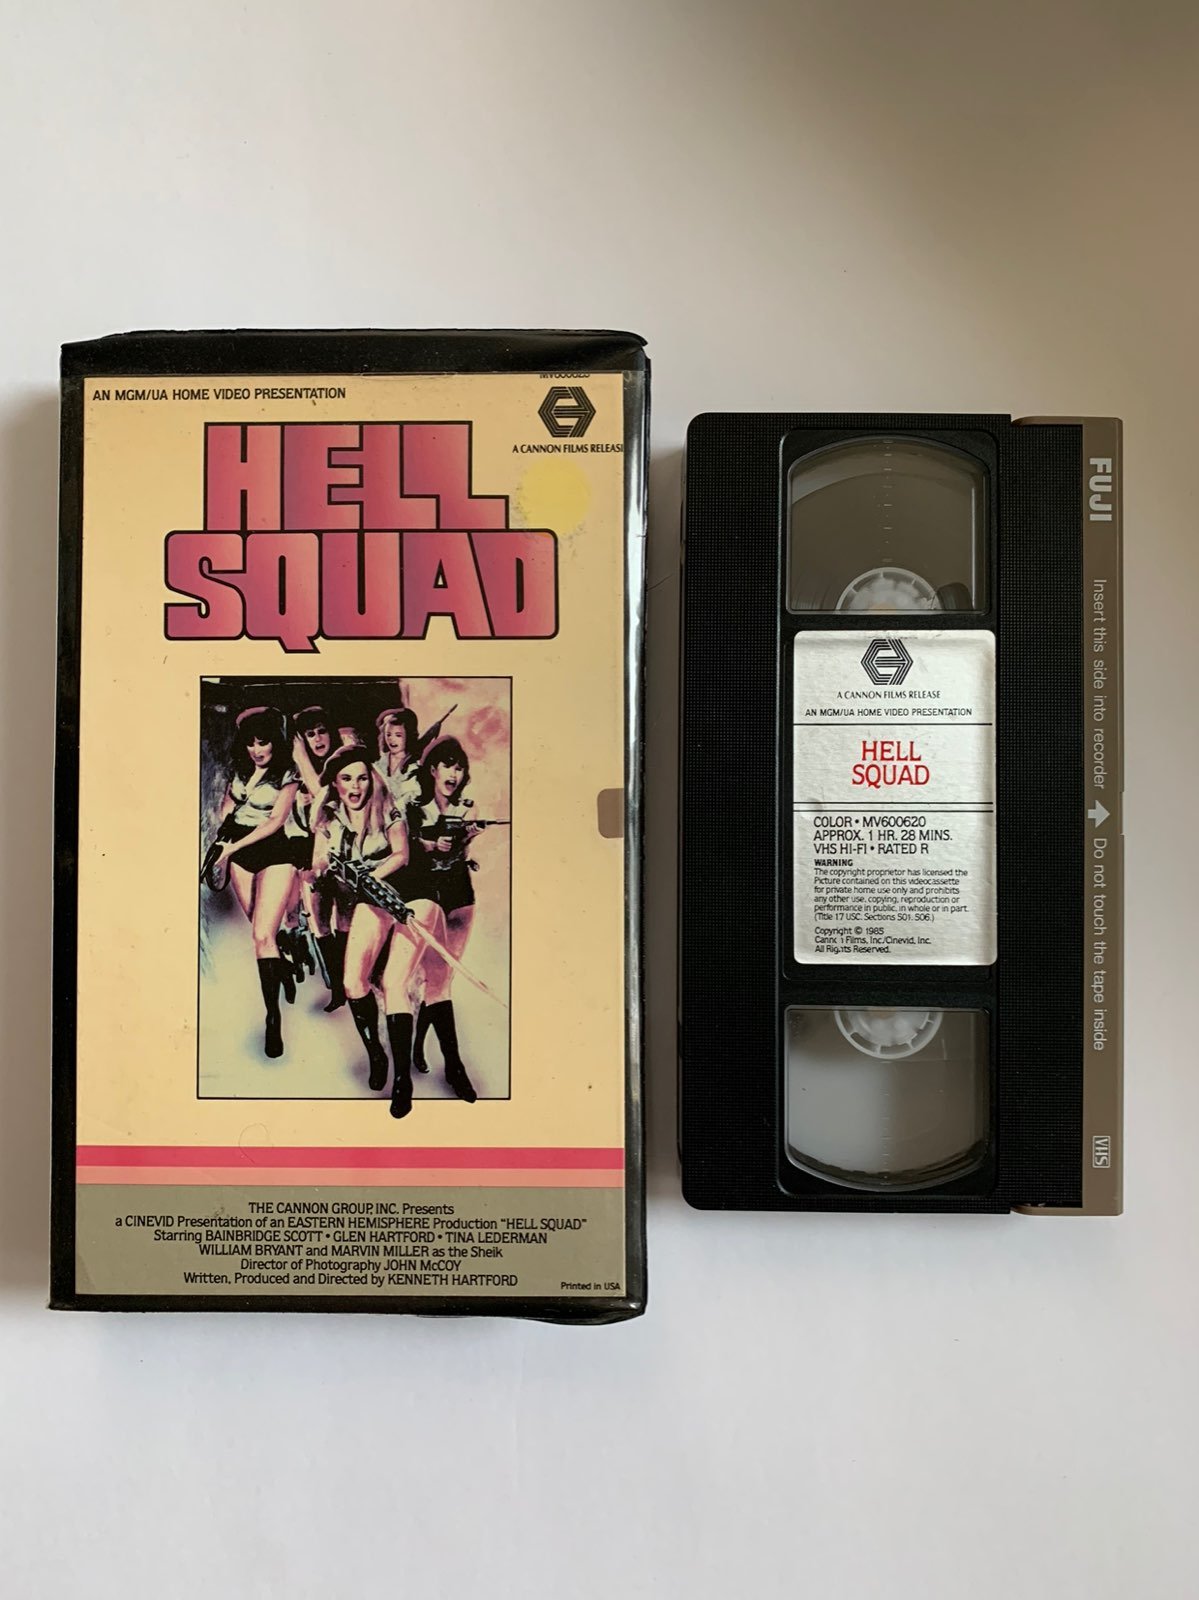 AN MGM/UA HOME VIDEO PRESENTATION
MV600620
A CANNON FILMS RELEASE
HELL
SQUAD
THE CANNON GROUP, INC. Presents
a CINEVID Presentation of an EASTERN HEMISPHERE Production "HELL SQUAD"
Starring BAINBRIDGE SCOTT • GLEN HARTFORD • TINA LEDERMAN
WILLIAM BRYANT and MARVIN MILLER as the Sheik
Director of Photography JOHN McCOY
Written, Produced and Directed by KENNETH HARTFORD
Printed in USA
A CANNON FILMS RELEASE
AN MGM/UA HOME VIDEO PRESENTATION
HELL
SQUAD
COLOR • MV600620
APPROX. 1 HR. 28 MINS.
VHS HI-FI • RATED R
WARNING
The copyright proprietor has licensed the
Picture contained on this videocassette
for private home use only and prohibits
any other use, copying, reproduction or
performance in public, in whole or in part.
(Title 17 USC. Sections 501, 506.)
Copyright © 1985
Cannon Films, Inc./Cinevid, Inc.
All Rights Reserved.
FUJI
Insert this side into recorder
Do not touch the tape inside
VHS